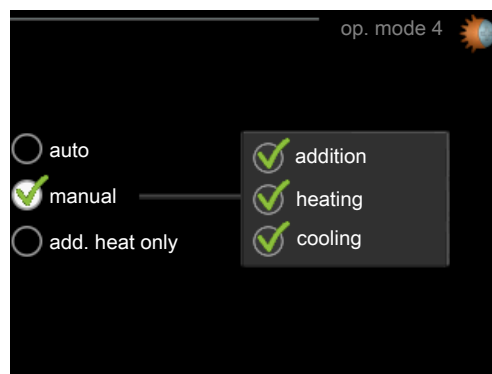 op. mode 4
auto
manual
add. heat only
addition
heating
cooling